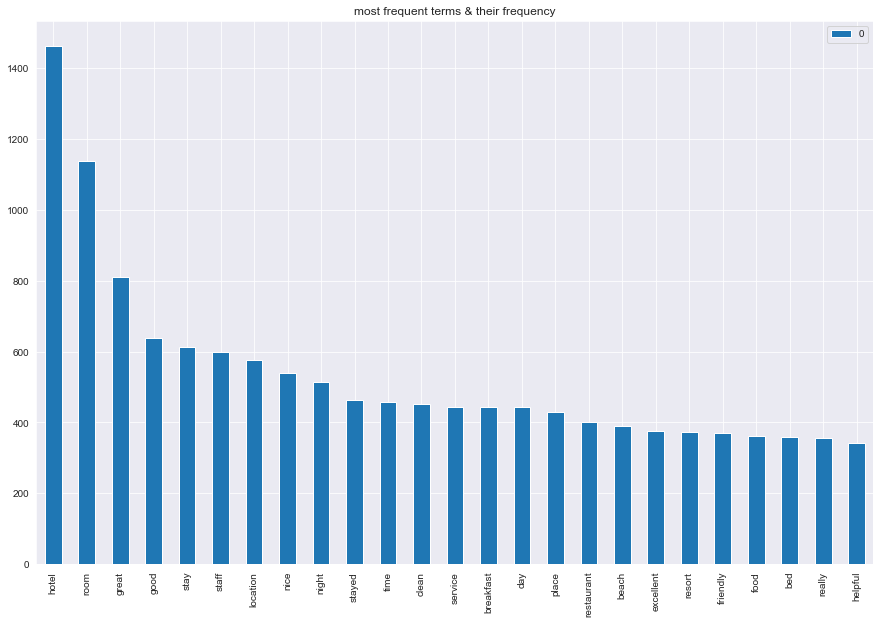 most frequent terms & their frequency
0
1400
1200
1000
800
600
400
200
0
hotel
room
great
good
stay
staff
location
nice
night
stayed
time
clean
service
breakfast
day
place
restaurant
beach
excellent
resort
friendly
food
bed
really
helpful